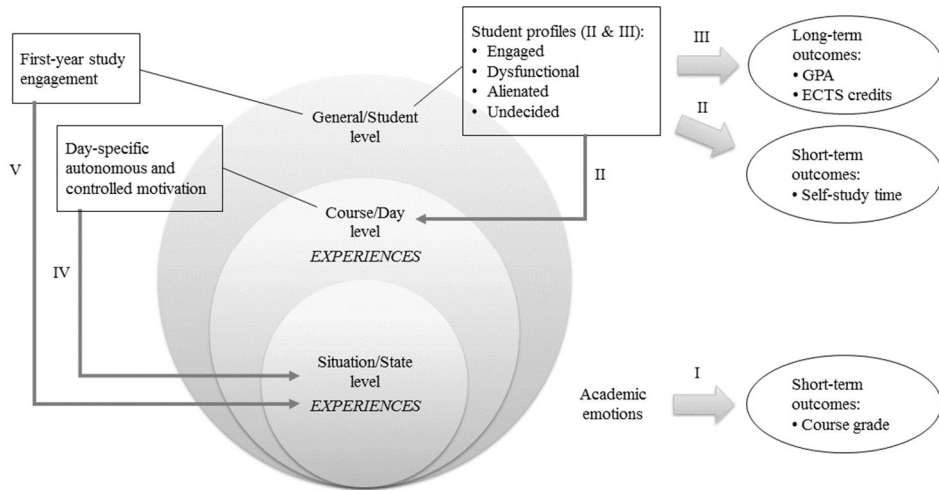 First-year study
engagement
Day-specific
autonomous and
controlled motivation
V
IV
General/Student
level
Course/Day
level
EXPERIENCES
Situation/State
level
EXPERIENCES
Student profiles (II & III):
• Engaged
• Dysfunctional
• Alienated
• Undecided
II
III
II
Long-term
outcomes:
• GPA
• ECTS credits
Short-term
outcomes:
• Self-study time
Academic
emotions
I
Short-term
outcomes:
• Course grade